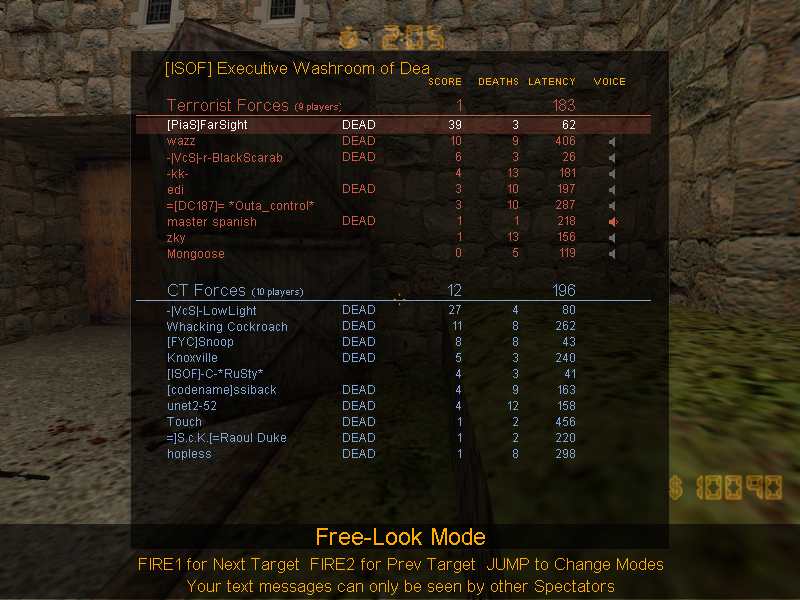 2:05
[ISOF] Executive Washroom of Dea
SCORE DEATHS LATENCY VOICE
Terrorist Forces (9 players) 1 183
[PiaS]FarSight DEAD 39 3 62
wazz DEAD 10 9 406
-|VcS|-r-BlackScarab DEAD 6 3 26
-kk- 4 13 181
edi DEAD 3 10 197
=[DC187]= *Outa_control* 3 10 287
master spanish DEAD 1 1 218
zky 1 13 156
Mongoose 0 5 119
CT Forces (10 players) 12 196
-|VcS|-LowLight DEAD 27 4 80
Whacking Cockroach DEAD 11 8 262
[FYC]Snoop DEAD 8 8 43
Knoxville DEAD 5 3 240
[ISOF]-C-*RuSty* 4 3 41
[codename]ssiback DEAD 4 9 163
unet2-52 DEAD 4 12 158
Touch DEAD 1 2 456
=]S.c.K.[=Raoul Duke DEAD 1 2 220
hopless DEAD 1 8 298
$ 10090
Free-Look Mode
FIRE1 for Next Target FIRE2 for Prev Target JUMP to Change Modes
Your text messages can only be seen by other Spectators